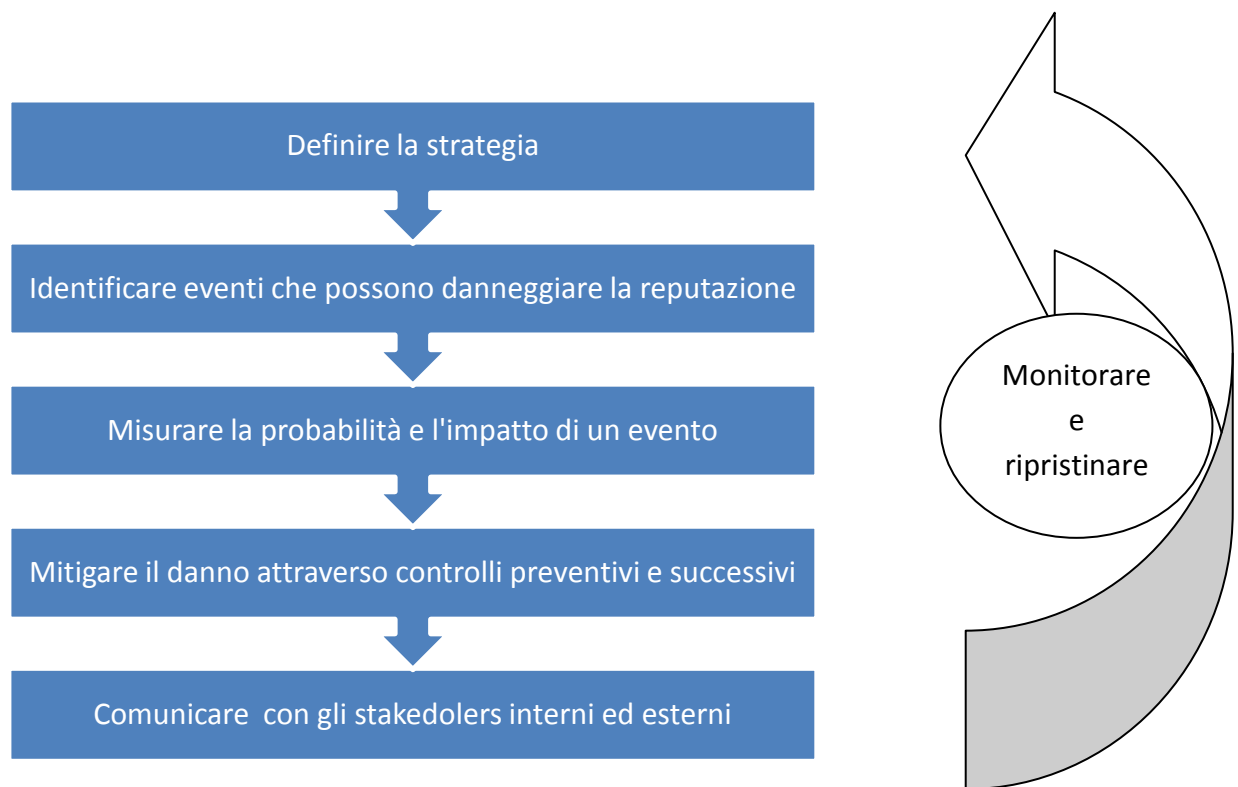 Definire la strategia
Identificare eventi che possono danneggiare la reputazione
Misurare la probabilità e l'impatto di un evento
Mitigare il danno attraverso controlli preventivi e successivi
Comunicare  con gli stakedolers interni ed esterni
Monitorare
e
ripristinare